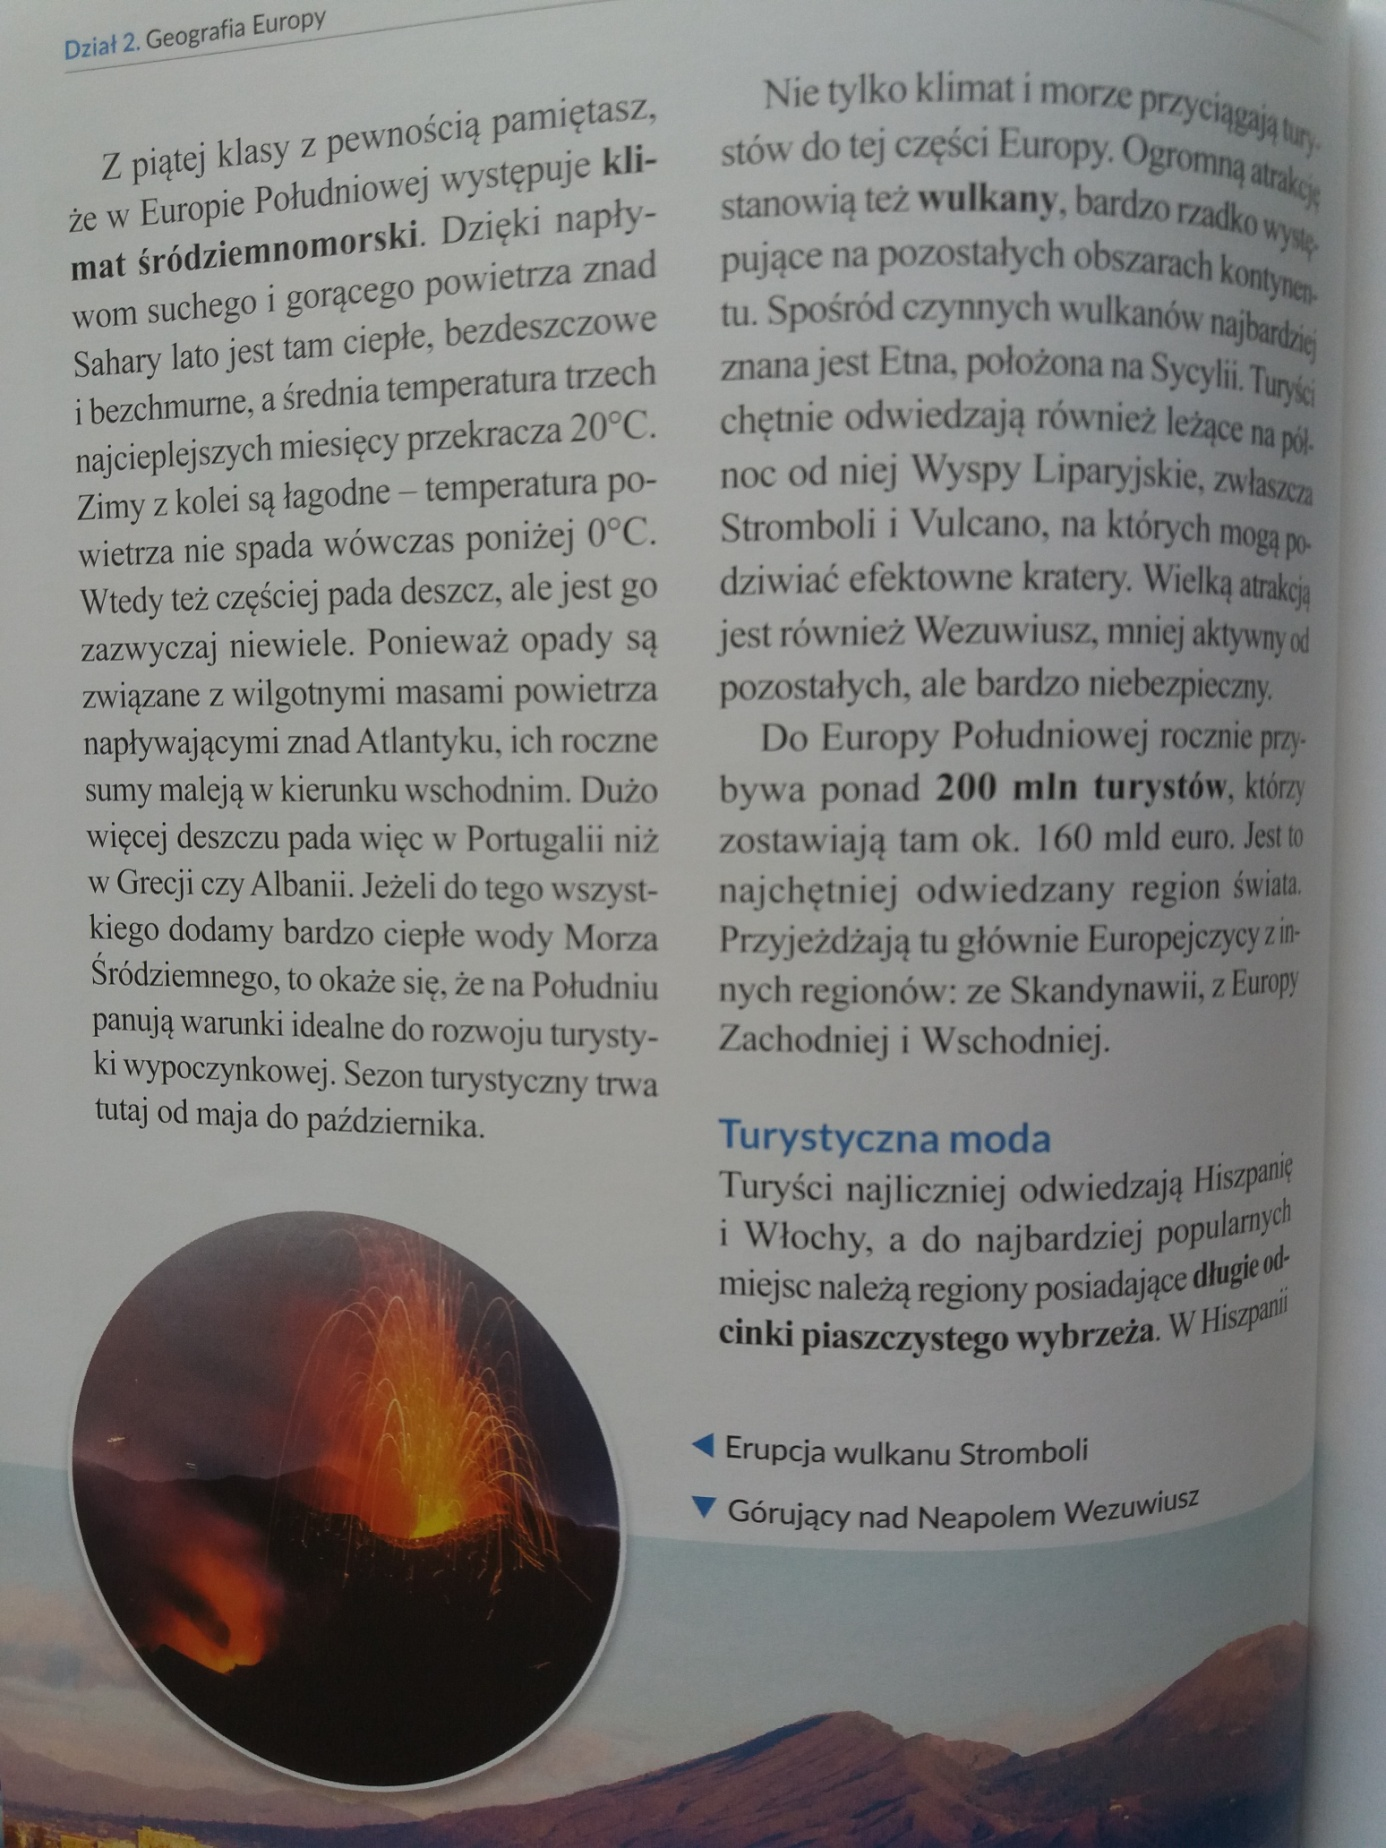 Dział 2. Geografia Europy
Z piątej klasy z pewnością pamiętasz,
że w Europie Południowej występuje kli-
mat śródziemnomorski. Dzięki napły-
wom suchego i gorącego powietrza znad
Sahary lato jest tam ciepłe, bezdeszczowe
i bezchmurne, a średnia temperatura trzech
najcieplejszych miesięcy przekracza 20°C.
Zimy z kolei są łagodne – temperatura po-
wietrza nie spada wówczas poniżej 0°C.
Wtedy też częściej pada deszcz, ale jest go
zazwyczaj niewiele. Ponieważ opady są
związane z wilgotnymi masami powietrza
napływającymi znad Atlantyku, ich roczne
sumy maleją w kierunku wschodnim. Dużo
więcej deszczu pada więc w Portugalii niż
w Grecji czy Albanii. Jeżeli do tego wszyst-
kiego dodamy bardzo ciepłe wody Morza
Śródziemnego, to okaże się, że na Południu
panują warunki idealne do rozwoju turysty-
ki wypoczynkowej. Sezon turystyczny trwa
tutaj od maja do października.
Nie tylko klimat i morze przyciągają tury-
stów do tej części Europy. Ogromną atrakcję
stanowią też wulkany, bardzo rzadko wystę-
pujące na pozostałych obszarach kontynen-
tu. Spośród czynnych wulkanów najbardziej
znana jest Etna, położona na Sycylii. Turyści
chętnie odwiedzają również leżące na pół-
noc od niej Wyspy Liparyjskie, zwłaszcza
Stromboli i Vulcano, na których mogą po-
dziwiać efektowne kratery. Wielką atrakcją
jest również Wezuwiusz, mniej aktywny od
pozostałych, ale bardzo niebezpieczny.
Do Europy Południowej rocznie przy-
bywa ponad 200 mln turystów, którzy
zostawiają tam ok. 160 mld euro. Jest to
najchętniej odwiedzany region świata.
Przyjeżdżają tu głównie Europejczycy z in-
nych regionów: ze Skandynawii, z Europy
Zachodniej i Wschodniej.
Turystyczna moda
Turyści najliczniej odwiedzają Hiszpanię
i Włochy, a do najbardziej popularnych
miejsc należą regiony posiadające długie od-
cinki piaszczystego wybrzeża. W Hiszpanii
◀ Erupcja wulkanu Stromboli
▼ Górujący nad Neapolem Wezuwiusz